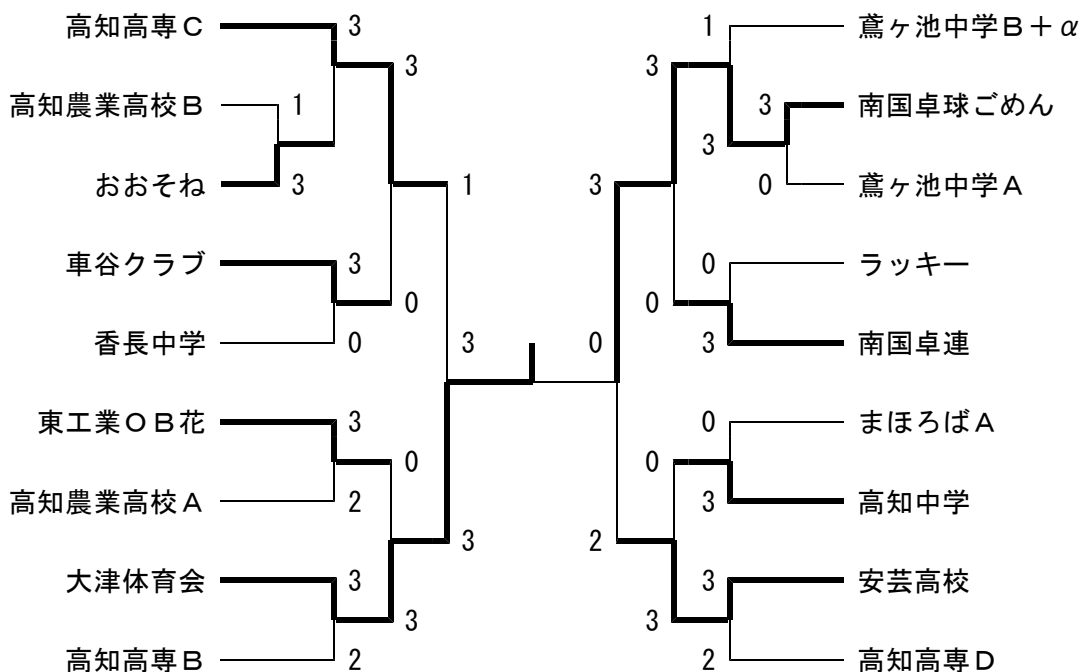 高知高専C 3 1 鳶ヶ池中学B+α
3 3
高知農業高校B 1 3 南国卓球ごめん
3
おおそね 3 1 3 0 鳶ヶ池中学A
車谷クラブ 3 0 ラッキー
0 0
香長中学 0 3 0 3 南国卓連
東工業OB花 3 0 まほろばA
0 0
高知農業高校A 2 3 高知中学
3 2
大津体育会 3 3 安芸高校
3 3
高知高専B 2 2 高知高専D